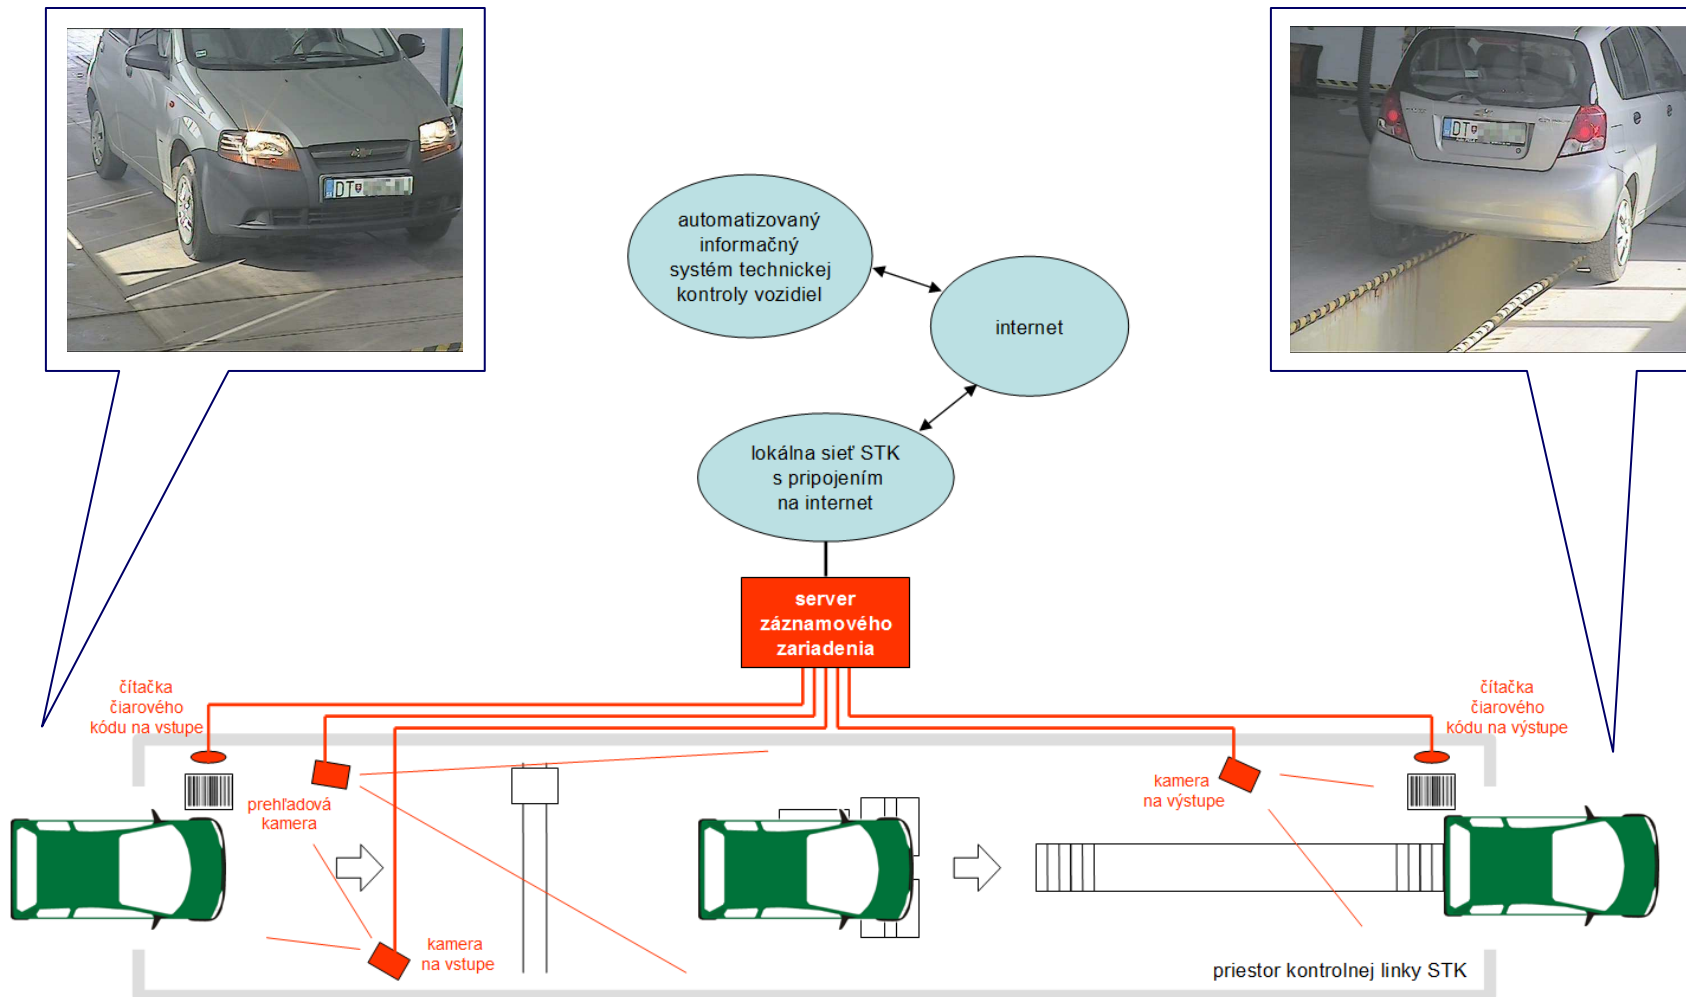 DT
DT
automatizovaný
informačný
systém technickej
kontroly vozidiel
internet
lokálna sieť STK
s pripojením
na internet
server
záznamového
zariadenia
čítačka
čiarového
kódu na vstupe
čítačka
čiarového
kódu na výstupe
prehľadová
kamera
kamera
na výstupe
kamera
na vstupe
priestor kontrolnej linky STK